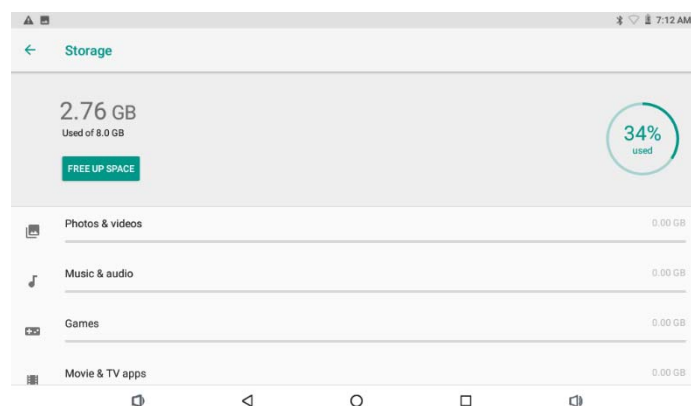 7:12 AM
Storage
2.76 GB
Used of 8.0 GB
34%
used
FREE UP SPACE
Photos & videos 0.00 GB
Music & audio 0.00 GB
Games 0.00 GB
Movie & TV apps 0.00 GB